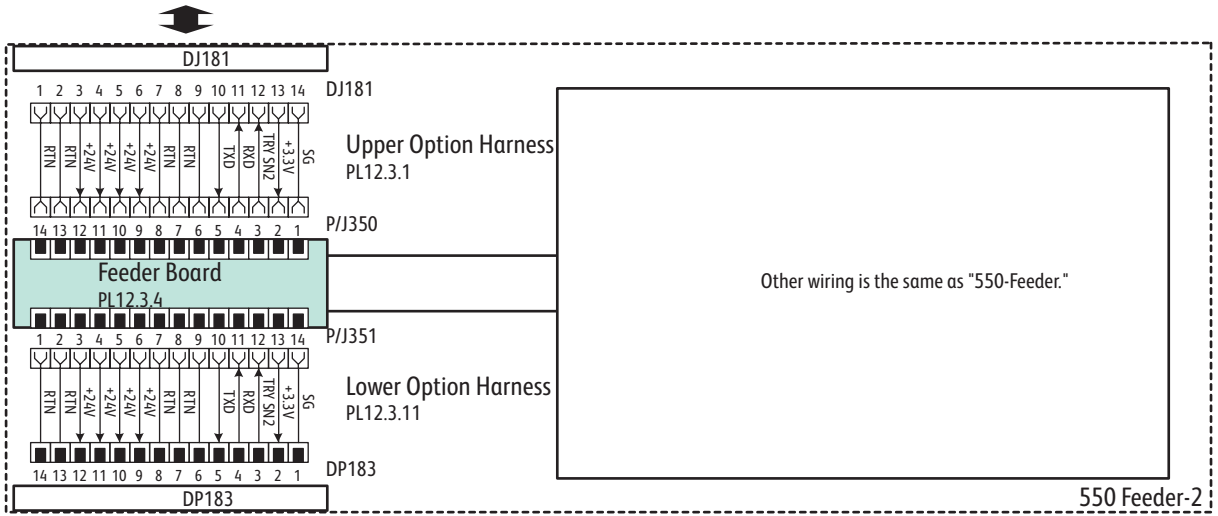 DJ181
1 2 3 4 5 6 7 8 9 10 11 12 13 14
DJ181
RTN
RTN
+24V
+24V
+24V
+24V
RTN
RTN
TXD
RXD
TRY SN2
+3.3V
SG
Upper Option Harness
PL12.3.1
14 13 12 11 10 9 8 7 6 5 4 3 2 1
P/J350
Feeder Board
PL12.3.4
Other wiring is the same as "550-Feeder."
1 2 3 4 5 6 7 8 9 10 11 12 13 14
P/J351
RTN
RTN
+24V
+24V
+24V
+24V
RTN
RTN
TXD
RXD
TRY SN2
+3.3V
SG
Lower Option Harness
PL12.3.11
14 13 12 11 10 9 8 7 6 5 4 3 2 1
DP183
DP183
550 Feeder-2